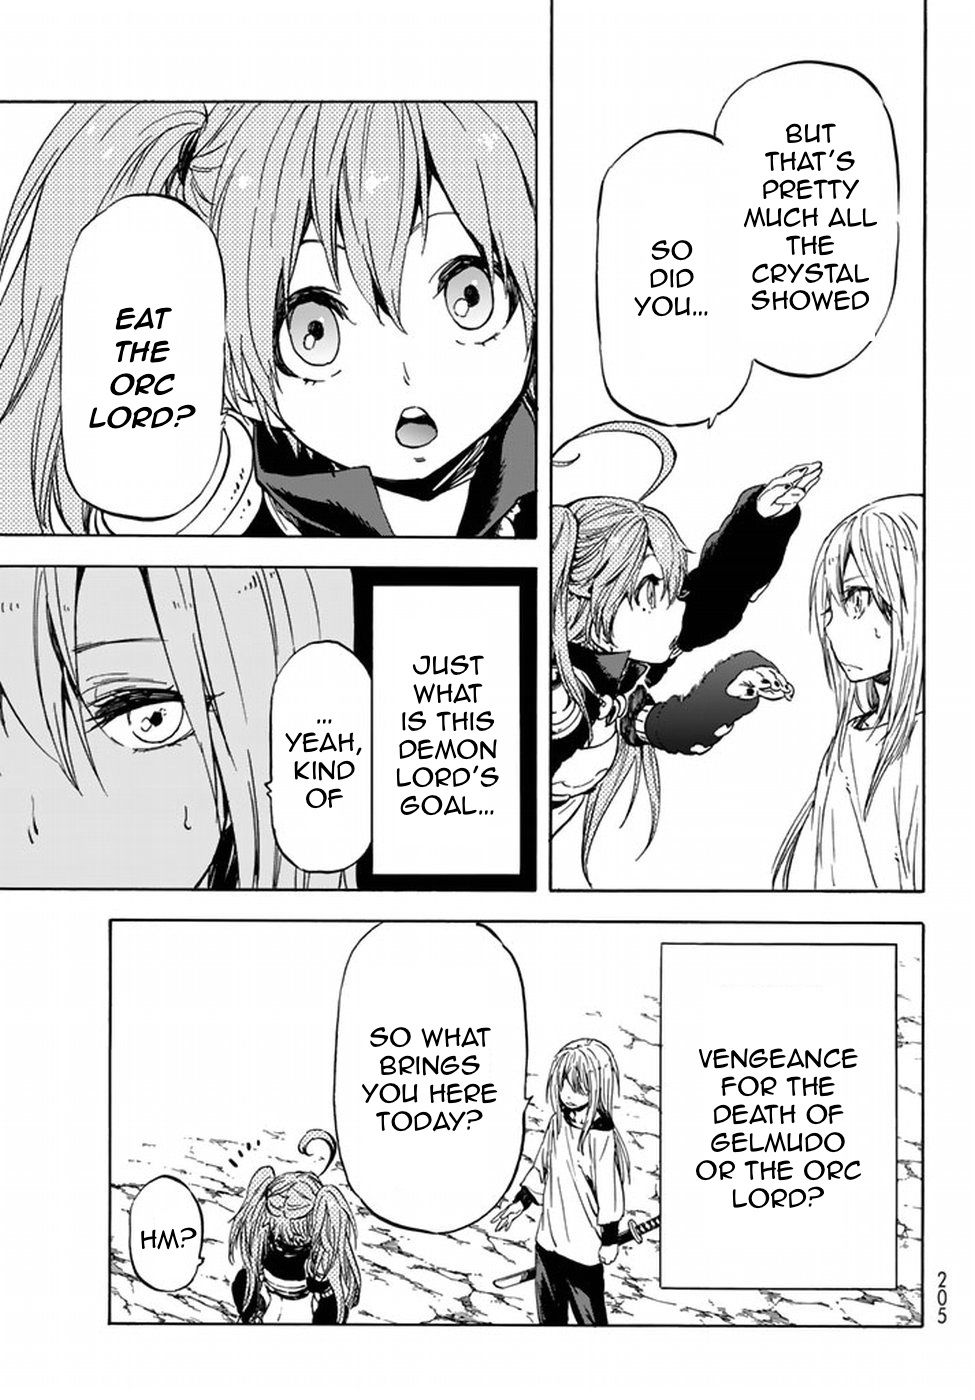 BUT
THAT'S
PRETTY
MUCH ALL
THE
CRYSTAL
SHOWED
SO
DID
YOU...
EAT
THE
ORC
LORD?
JUST
WHAT
IS THIS
DEMON
LORD'S
GOAL...
...
YEAH,
KIND
OF
VENGEANCE
FOR THE
DEATH OF
GELMUDO
OR THE ORC
LORD?
SO WHAT
BRINGS
YOU HERE
TODAY?
HM?
205